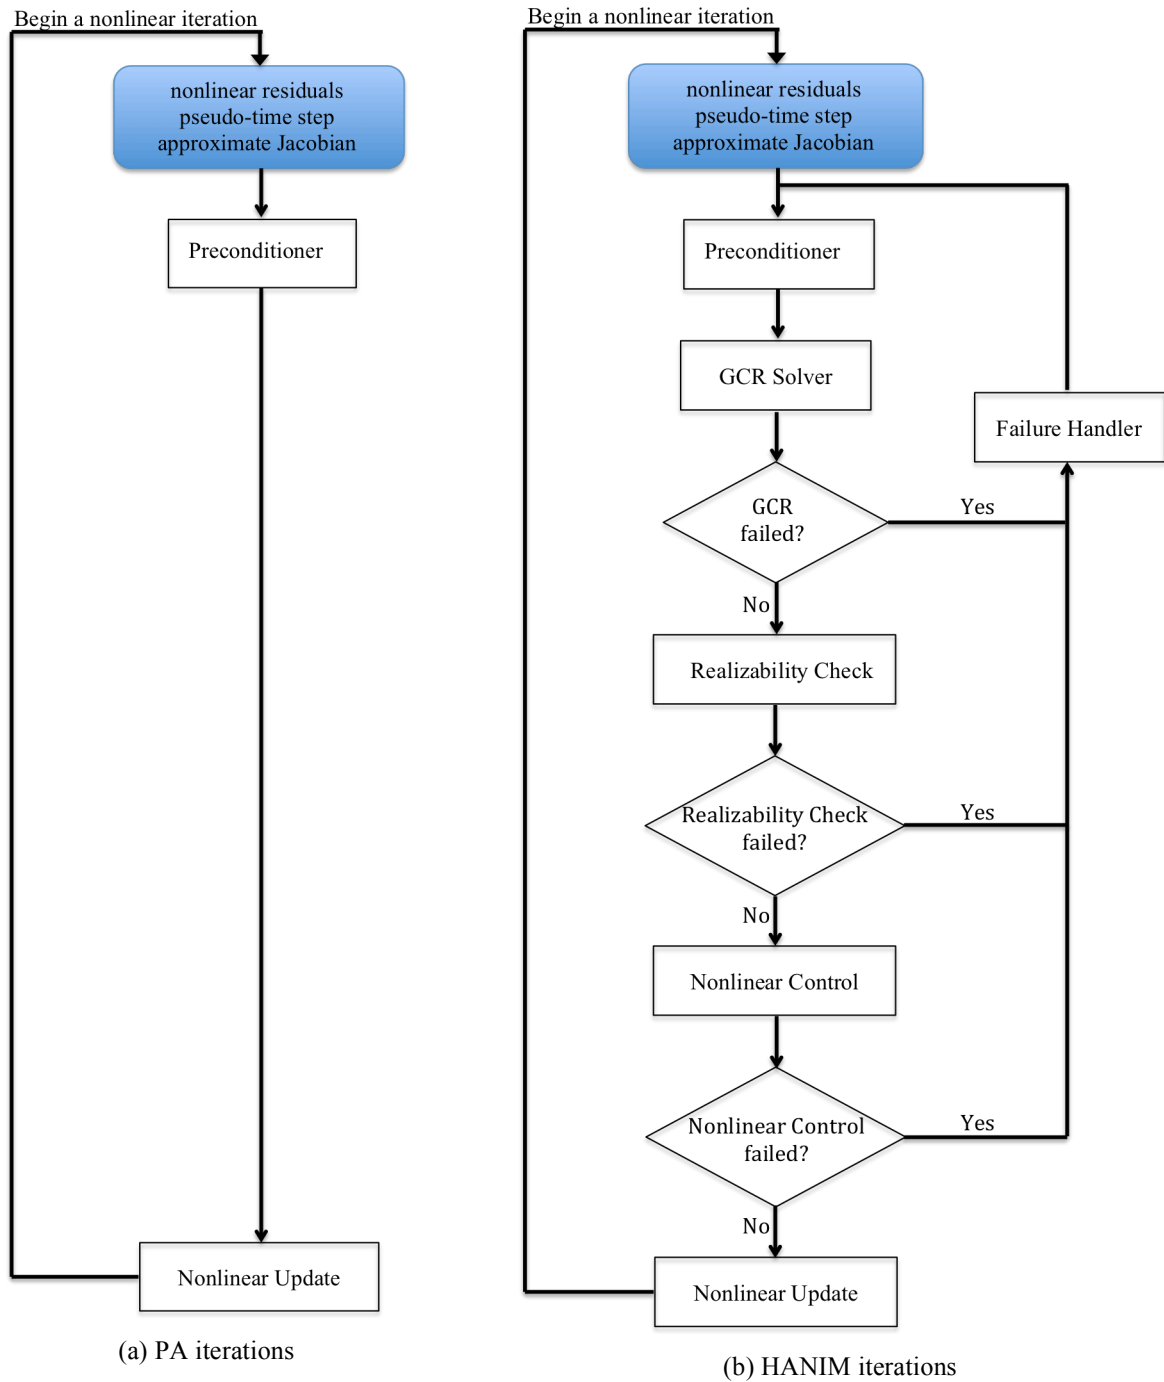 Begin a nonlinear iteration
nonlinear residuals
pseudo-time step
approximate Jacobian
Preconditioner
Nonlinear Update
(a) PA iterations
Begin a nonlinear iteration
nonlinear residuals
pseudo-time step
approximate Jacobian
Preconditioner
GCR Solver
Failure Handler
GCR
failed?
Yes
No
Realizability Check
Realizability Check
failed?
Yes
No
Nonlinear Control
Nonlinear Control
failed?
Yes
No
Nonlinear Update
(b) HANIM iterations